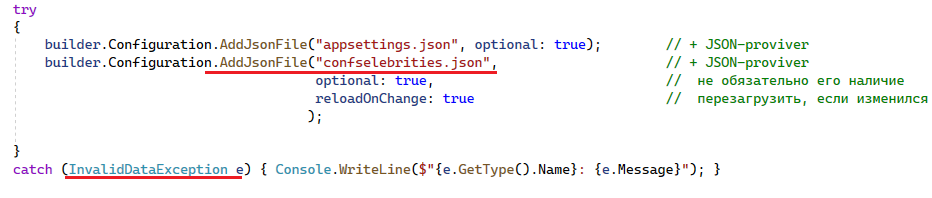 try
{
builder.Configuration.AddJsonFile("appsettings.json", optional: true); // + JSON-proviver
builder.Configuration.AddJsonFile("confselebrities.json", // + JSON-proviver
optional: true, // не обязательно его наличие
reloadOnChange: true // перезагрузить, если изменился
);
}
catch (InvalidDataException e) { Console.WriteLine($"{e.GetType().Name}: {e.Message}"); }